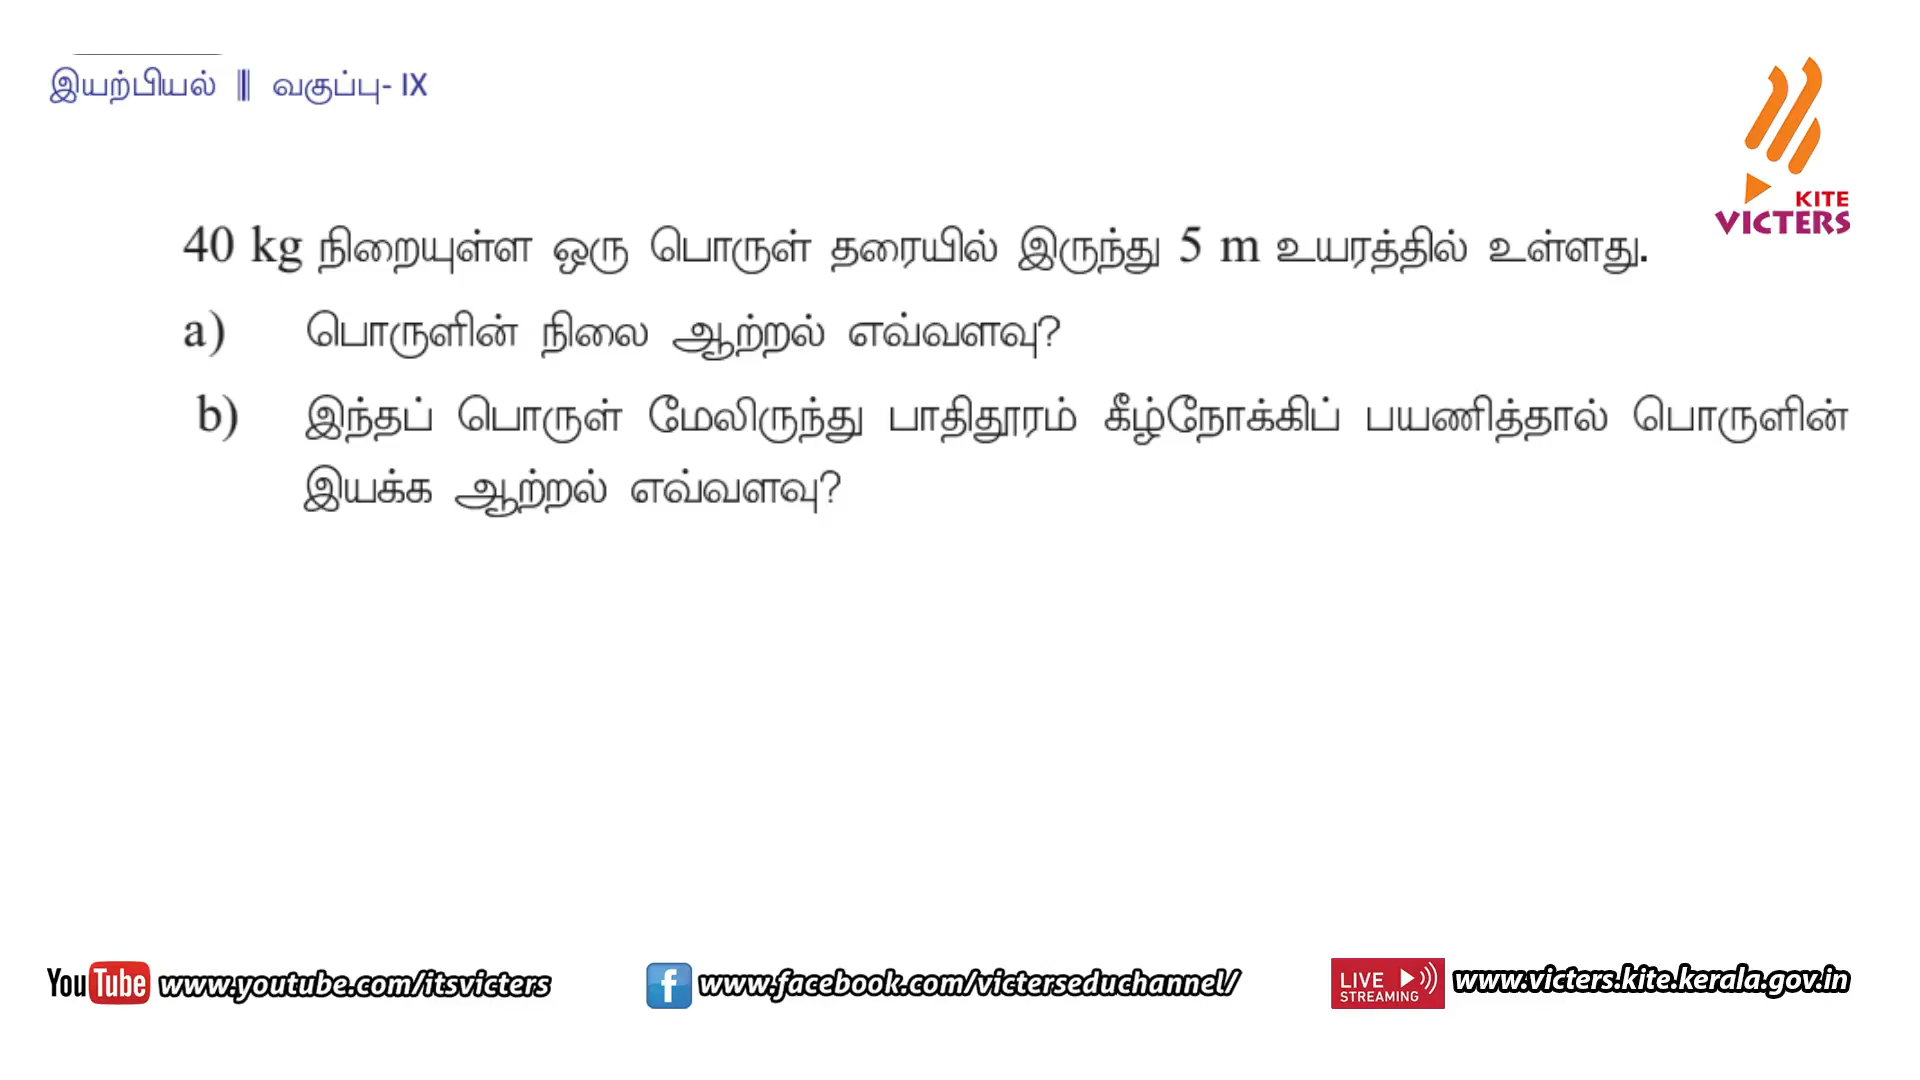 இயற்பியல் || வகுப்பு- IX
KITE
VICTERS
40 kg நிறையுள்ள ஒரு பொருள் தரையில் இருந்து 5 m உயரத்தில் உள்ளது.
a) பொருளின் நிலை ஆற்றல் எவ்வளவு?
b) இந்தப் பொருள் மேலிருந்து பாதிதூரம் கீழ்நோக்கிப் பயணித்தால் பொருளின்
இயக்க ஆற்றல் எவ்வளவு?
YouTube www.youtube.com/itsvicters
f www.facebook.com/victerseduchannel/
LIVE STREAMING www.victers.kite.kerala.gov.in